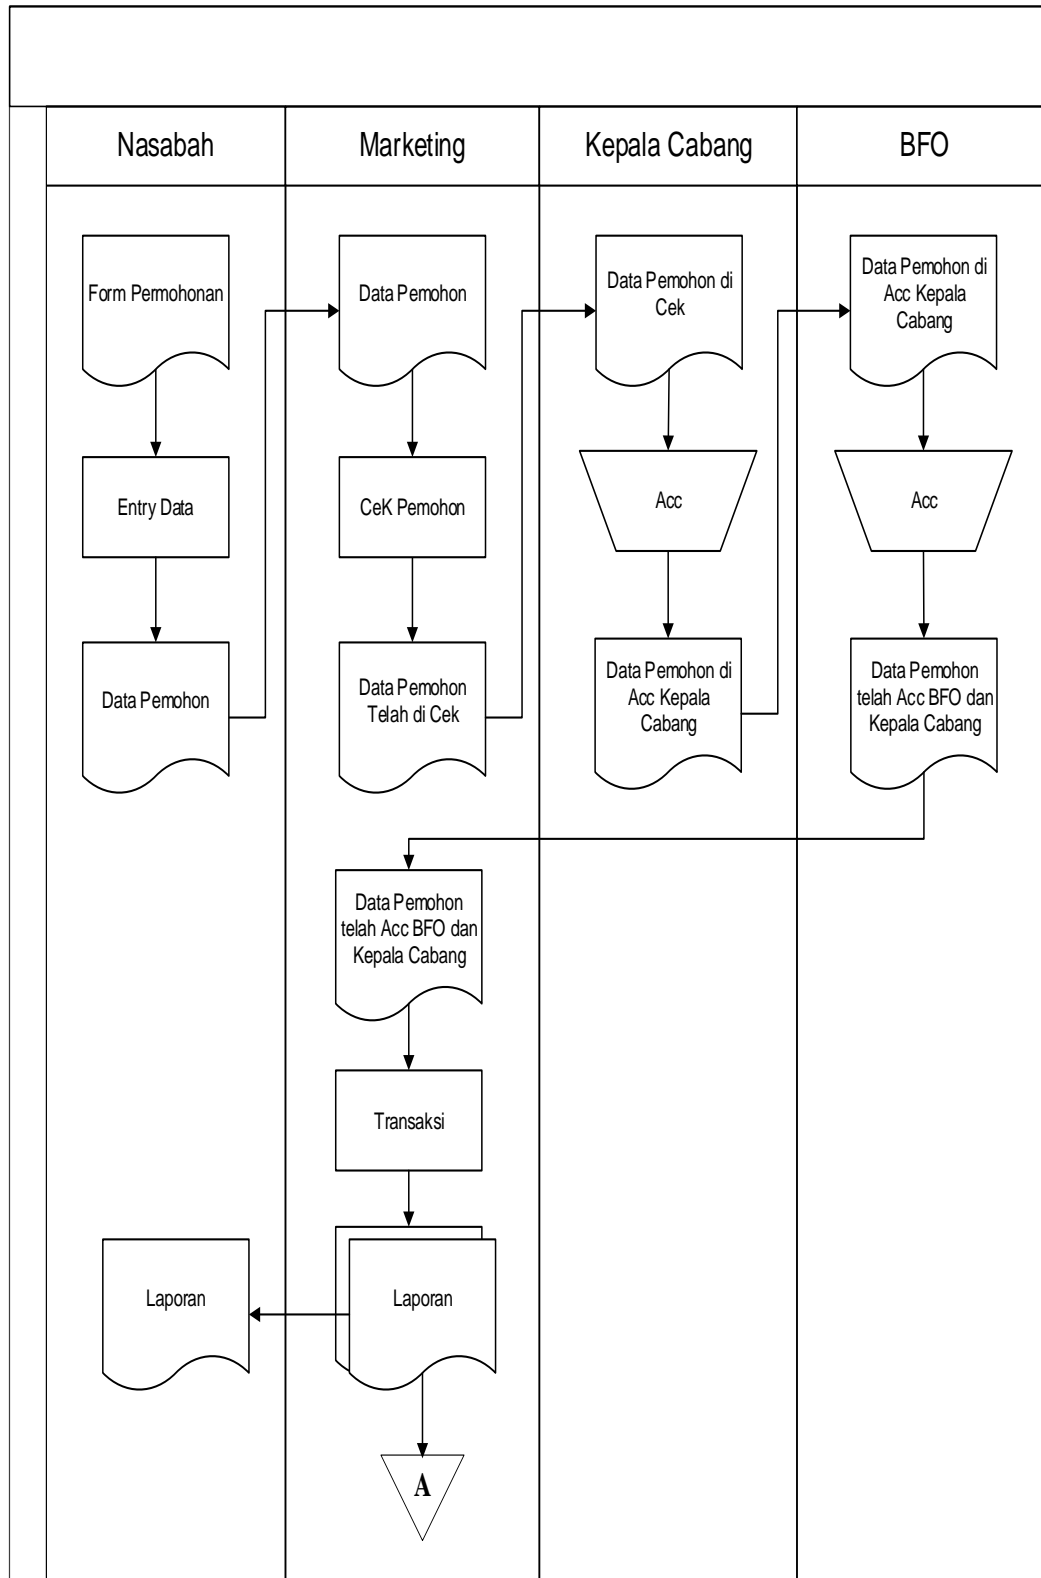 Nasabah
Marketing
Kepala Cabang
BFO
Form Permohonan
Data Pemohon
Data Pemohon di
Cek
Data Pemohon di
Acc Kepala
Cabang
Entry Data
CeK Pemohon
Acc
Acc
Data Pemohon
Data Pemohon
Telah di Cek
Data Pemohon di
Acc Kepala
Cabang
Data Pemohon
telah Acc BFO dan
Kepala Cabang
Data Pemohon
telah Acc BFO dan
Kepala Cabang
Transaksi
Laporan
Laporan
A